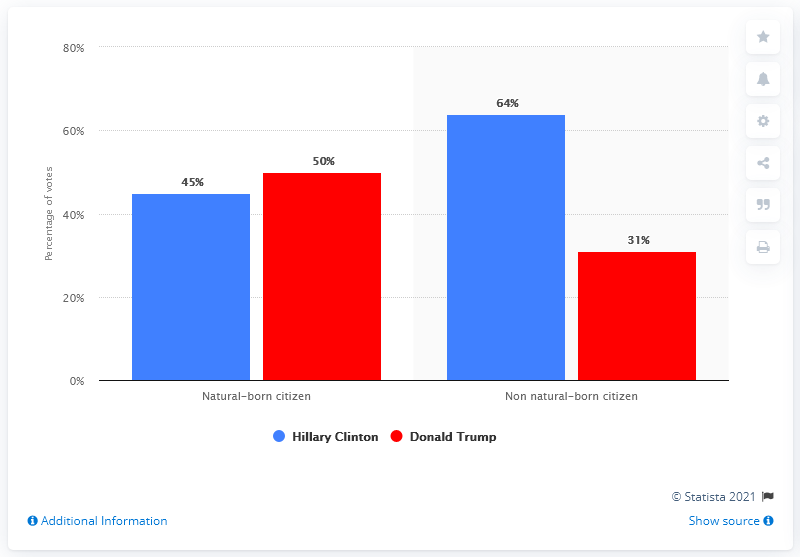 80%
60%
40%
20%
0%
Percentage of votes
45%
50%
64%
31%
Natural-born citizen
Non natural-born citizen
Hillary Clinton
Donald Trump
© Statista 2021
Additional Information
Show source